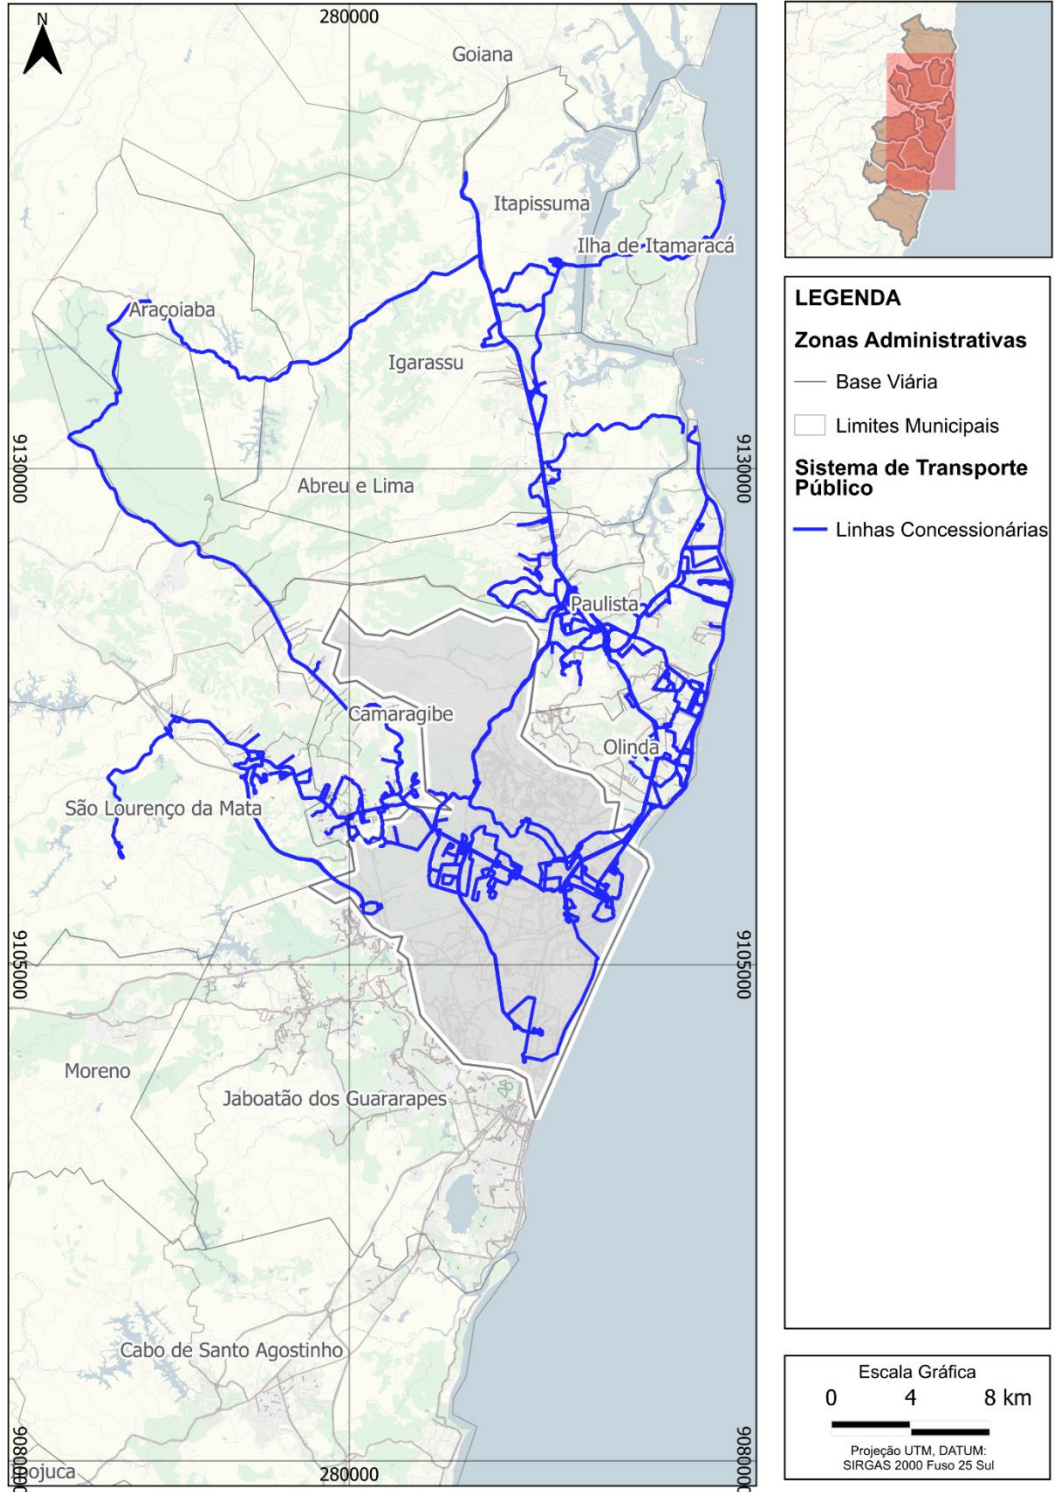 N
280000
Goiana
Itapissuma
Ilha de Itamaracá
Araçoiaba
Igarassu
9130000
Abreu e Lima
9130000
Paulista
Camaragibe
Olinda
São Lourenço da Mata
9105000
9105000
Moreno
Jaboatão dos Guararapes
Cabo de Santo Agostinho
9080000
9080000
Ipojuca
280000
LEGENDA
Zonas Administrativas
Base Viária
Limites Municipais
Sistema de Transporte
Público
Linhas Concessionárias
Escala Gráfica
0 4 8 km
Projeção UTM, DATUM:
SIRGAS 2000 Fuso 25 Sul